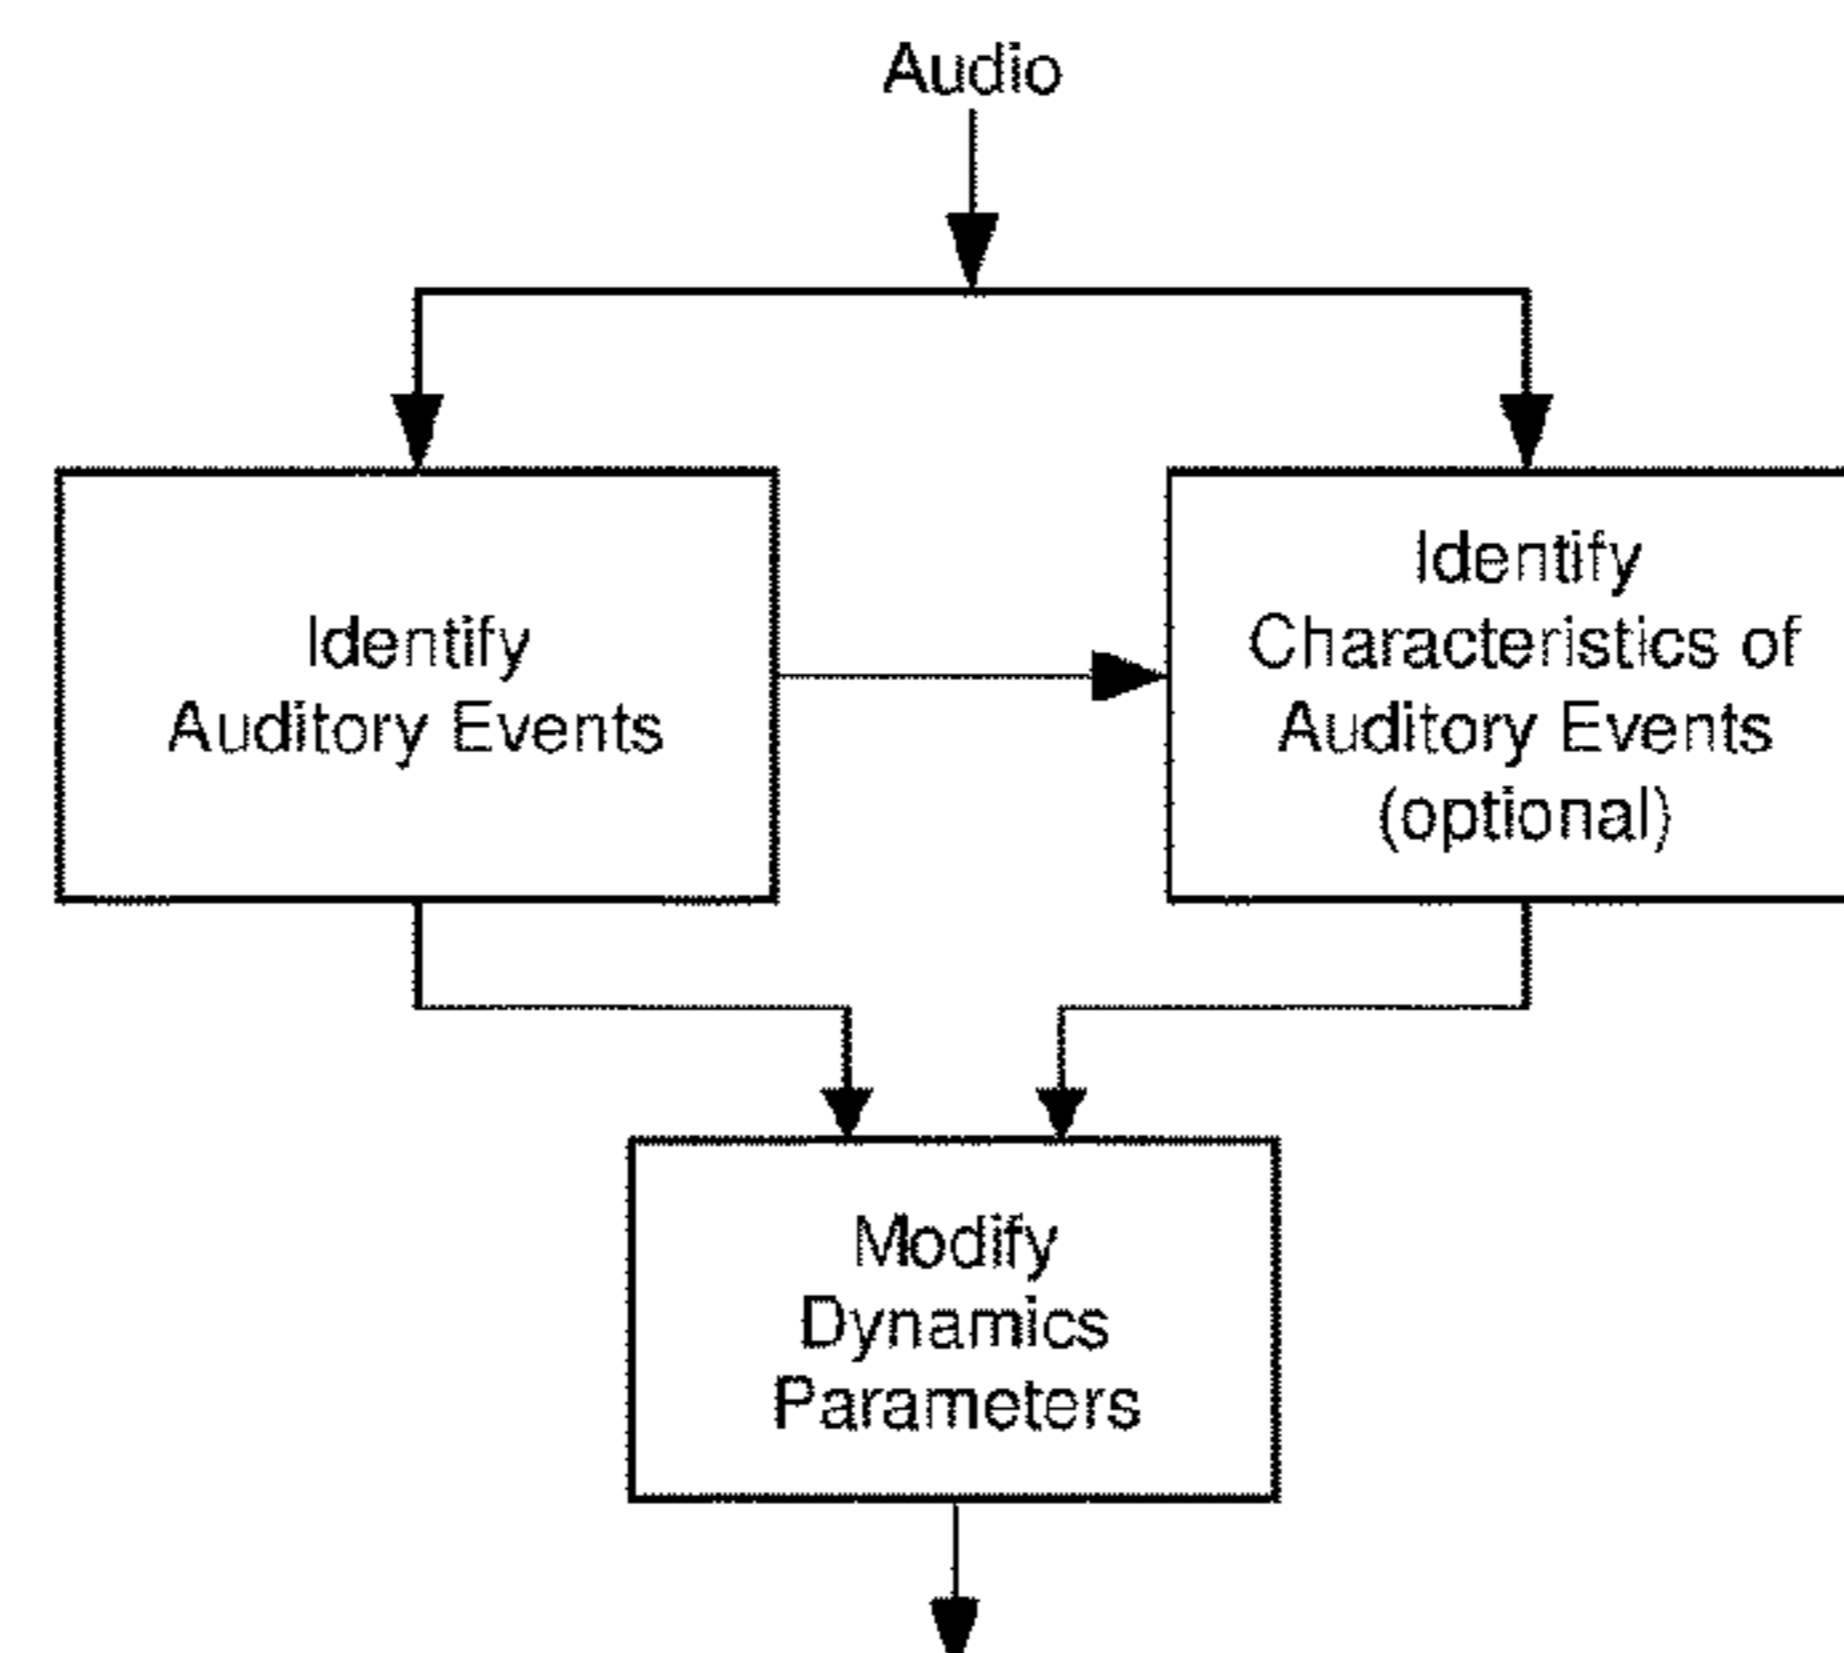 Audio
Identify
Auditory Events
Identify
Characteristics of
Auditory Events
(optional)
Modify
Dynamics
Parameters